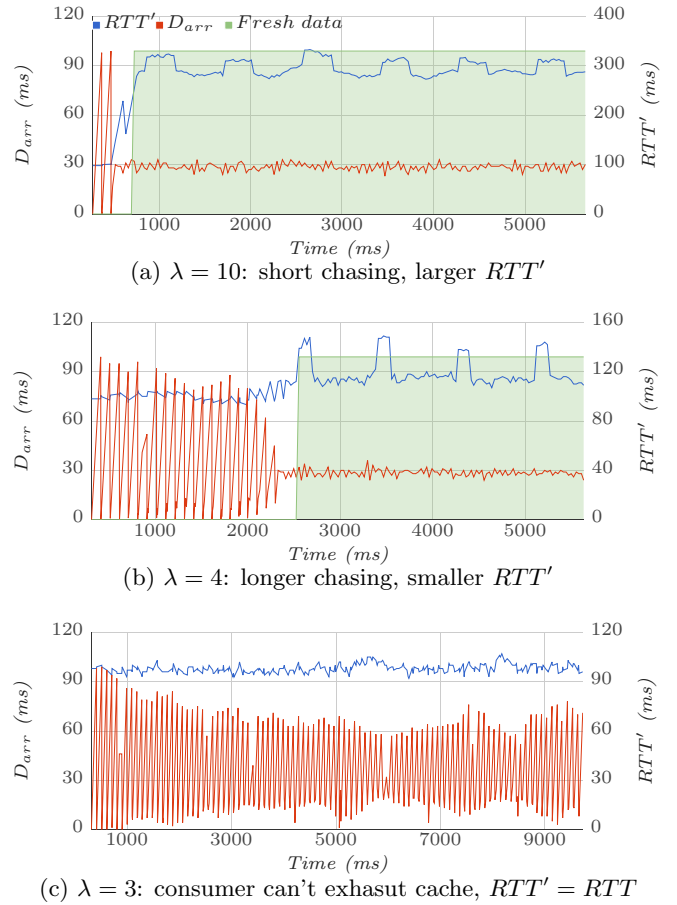 RTT' D_arr Fresh data
120 400
90 300
60 200
30 100
0 0
D_arr (ms)
RTT' (ms)
1000 2000 3000 4000 5000
Time (ms)
(a) λ = 10: short chasing, larger RTT'
120 160
90 120
60 80
30 40
0 0
D_arr (ms)
RTT' (ms)
1000 2000 3000 4000 5000
Time (ms)
(b) λ = 4: longer chasing, smaller RTT'
120 120
90 90
60 60
30 30
0 0
D_arr (ms)
RTT' (ms)
1000 3000 5000 7000 9000
Time (ms)
(c) λ = 3: consumer can't exhasut cache, RTT' = RTT